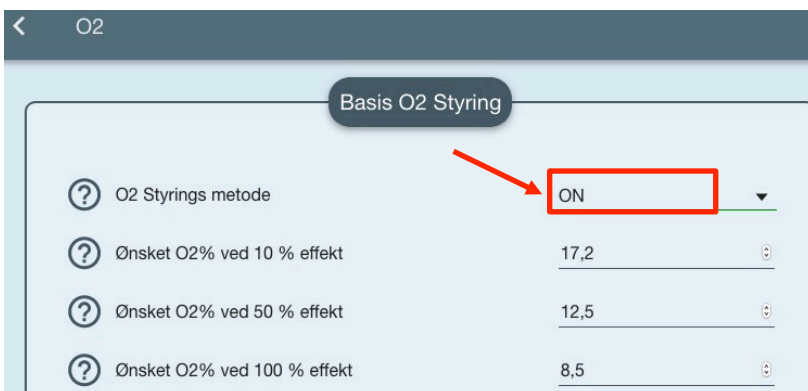 O2
Basis O2 Styring
? O2 Styrings metode ON
? Ønsket O2% ved 10 % effekt 17,2
? Ønsket O2% ved 50 % effekt 12,5
? Ønsket O2% ved 100 % effekt 8,5